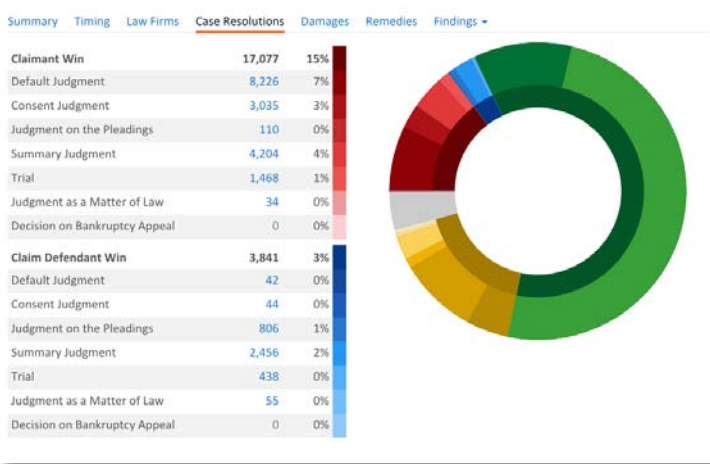 Summary Timing Law Firms Case Resolutions Damages Remedies Findings
Claimant Win 17,077 15%
Default Judgment 8,226 7%
Consent Judgment 3,035 3%
Judgment on the Pleadings 110 0%
Summary Judgment 4,204 4%
Trial 1,468 1%
Judgment as a Matter of Law 34 0%
Decision on Bankruptcy Appeal 0 0%
Claim Defendant Win 3,841 3%
Default Judgment 42 0%
Consent Judgment 44 0%
Judgment on the Pleadings 806 1%
Summary Judgment 2,456 2%
Trial 438 0%
Judgment as a Matter of Law 55 0%
Decision on Bankruptcy Appeal 0 0%